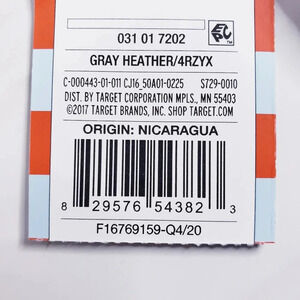 031 01 7202
EPC™
GRAY HEATHER/4RZYX
C-000443-01-011 CJ16_50A01-0225 S729-0010
DIST. BY TARGET CORPORATION MPLS., MN 55403
©2017 TARGET BRANDS, INC. SHOP TARGET.COM
ORIGIN: NICARAGUA
8 29576 54382 3
F16769159-Q4/20